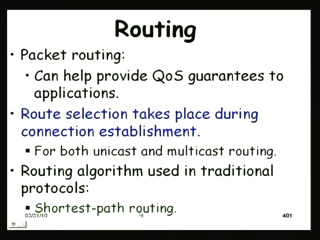 Routing
• Packet routing:
• Can help provide QoS guarantees to
applications.
• Route selection takes place during
connection establishment.
▪ For both unicast and multicast routing.
• Routing algorithm used in traditional
protocols:
▪ Shortest-path routing.
03/31/10
401